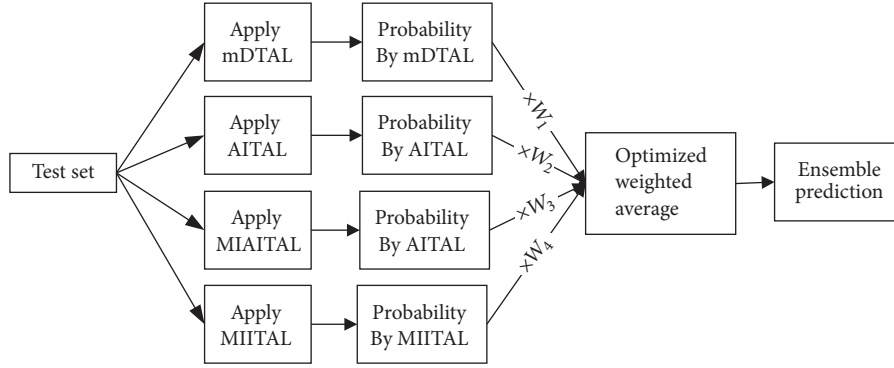 Test set
Apply
mDTAL
Probability
By mDTAL
×W1
Apply
AITAL
Probability
By AITAL
×W2
Apply
MIAITAL
Probability
By AITAL
×W3
Apply
MIITAL
Probability
By MIITAL
×W4
Optimized
weighted
average
Ensemble
prediction